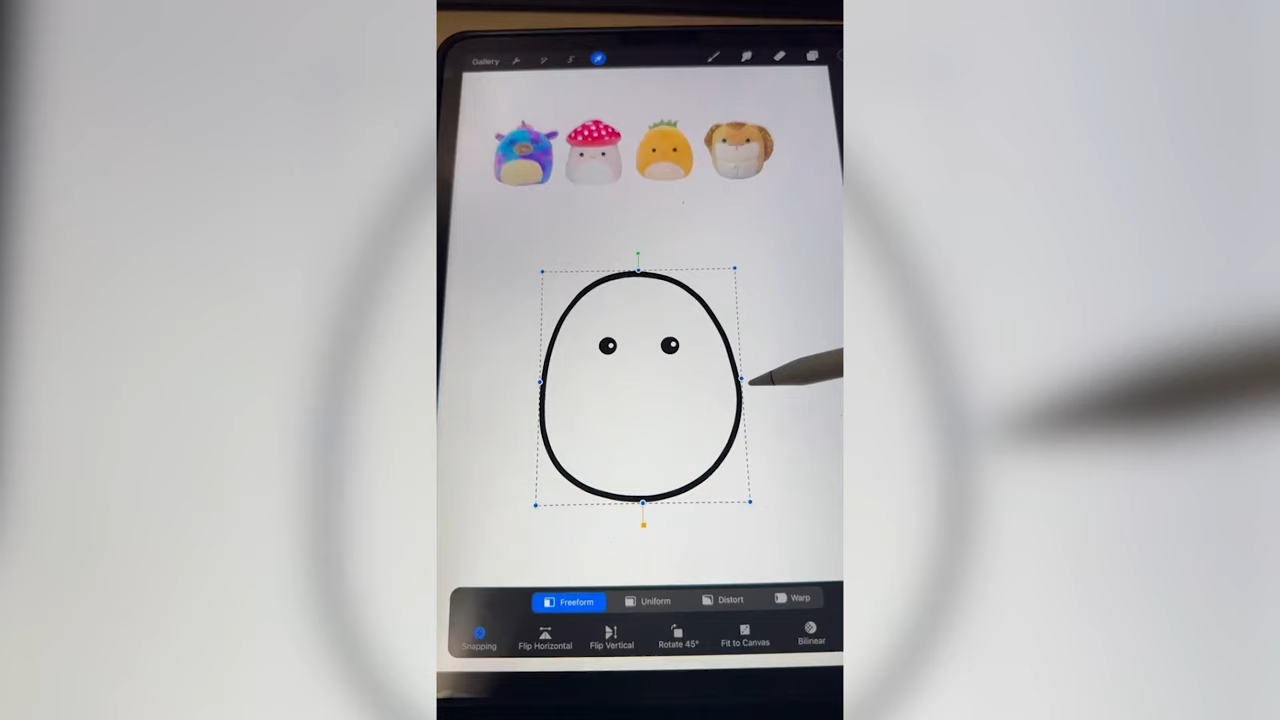 Gallery
Freeform Uniform Distort Warp
Snapping Flip Horizontal Flip Vertical Rotate 45° Fit to Canvas Bilinear